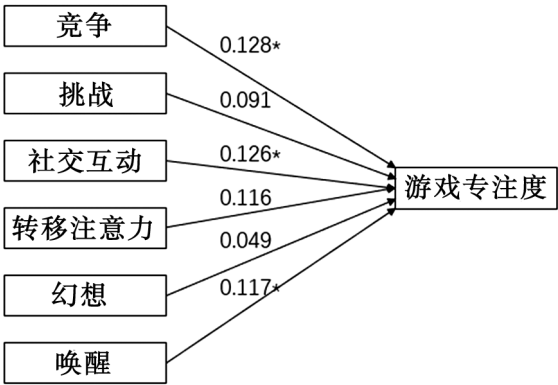 竞争
0.128*
挑战
0.091
社交互动
0.126*
游戏专注度
转移注意力
0.116
0.049
幻想
0.117*
唤醒